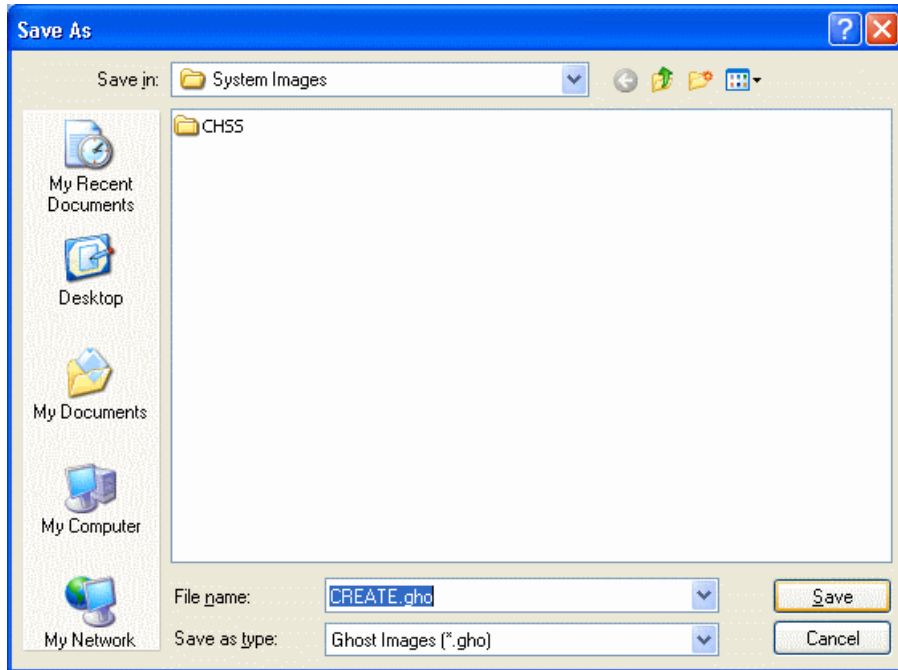 Save As
Save in: System Images
CHSS
My Recent
Documents
Desktop
My Documents
My Computer
My Network
File name: CREATE.gho Save
Save as type: Ghost Images (*.gho) Cancel